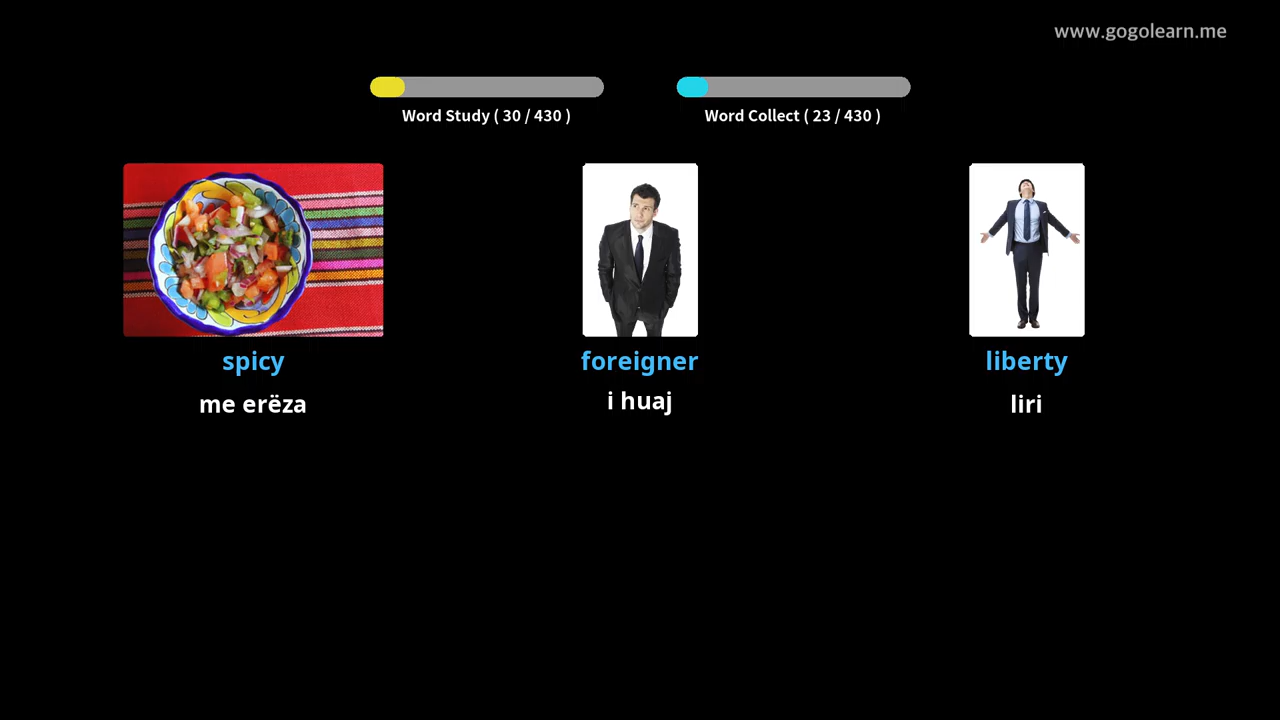 www.gogolearn.me
Word Study ( 30 / 430 )
Word Collect ( 23 / 430 )
spicy
foreigner
liberty
me erëza
i huaj
liri